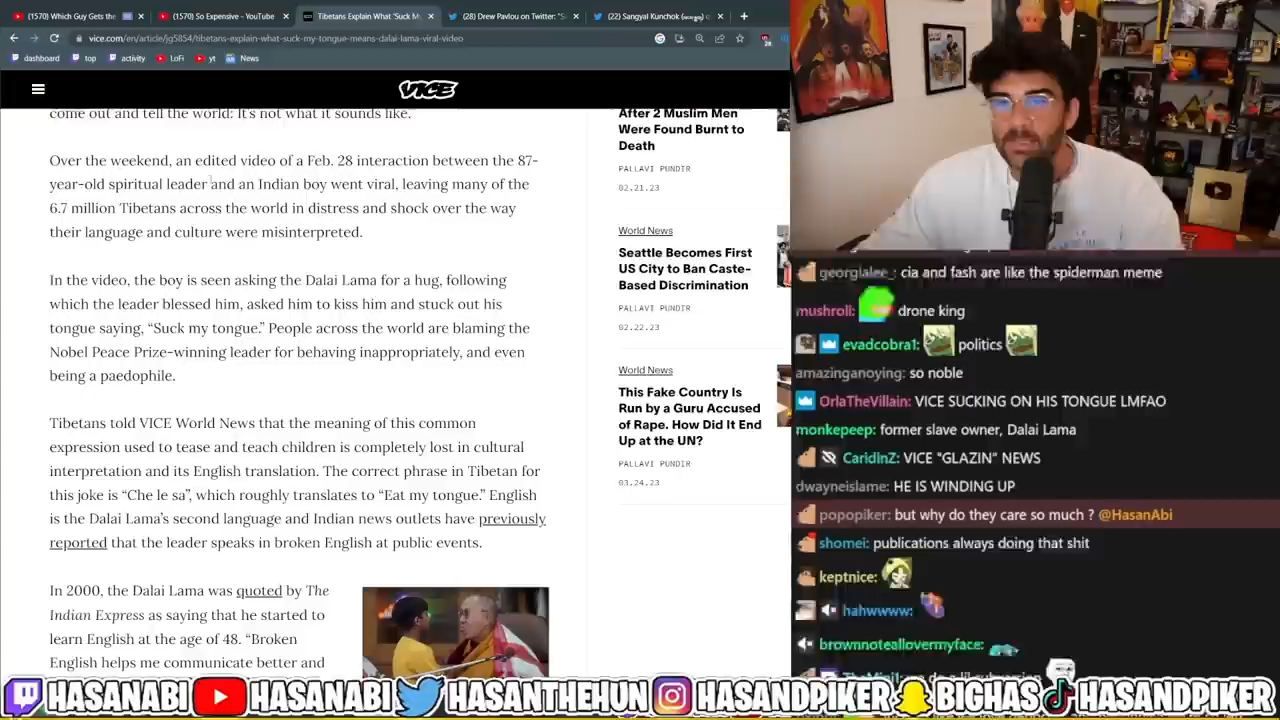 (1570) Which Guy Gets the
(1570) So Expensive - YouTube
Tibetans Explain What 'Suck My
(28) Drew Pavlou on Twitter: "S
(22) Sangyal Kunchok
vice.com/en/article/jg5854/tibetans-explain-what-suck-my-tongue-means-dalai-lama-viral-video
dashboard
top
activity
LoFi
yt
News
VICE
come out and tell the world: It's not what it sounds like.
Over the weekend, an edited video of a Feb. 28 interaction between the 87-
year-old spiritual leader and an Indian boy went viral, leaving many of the
6.7 million Tibetans across the world in distress and shock over the way
their language and culture were misinterpreted.
In the video, the boy is seen asking the Dalai Lama for a hug, following
which the leader blessed him, asked him to kiss him and stuck out his
tongue saying, “Suck my tongue.” People across the world are blaming the
Nobel Peace Prize-winning leader for behaving inappropriately, and even
being a paedophile.
Tibetans told VICE World News that the meaning of this common
expression used to tease and teach children is completely lost in cultural
interpretation and its English translation. The correct phrase in Tibetan for
this joke is “Che le sa”, which roughly translates to “Eat my tongue.” English
is the Dalai Lama’s second language and Indian news outlets have previously
reported that the leader speaks in broken English at public events.
In 2000, the Dalai Lama was quoted by The
Indian Express as saying that he started to
learn English at the age of 48. “Broken
English helps me communicate better and
After 2 Muslim Men
Were Found Burnt to
Death
PALLAVI PUNDIR
02.21.23
World News
Seattle Becomes First
US City to Ban Caste-
Based Discrimination
PALLAVI PUNDIR
02.22.23
World News
This Fake Country Is
Run by a Guru Accused
of Rape. How Did It End
Up at the UN?
PALLAVI PUNDIR
03.24.23
georglalee_: cia and fash are like the spiderman meme
mushroll: drone king
evadcobra1: politics
amazinganoying: so noble
OrlaTheVillain: VICE SUCKING ON HIS TONGUE LMFAO
monkepeep: former slave owner, Dalai Lama
CaridinZ: VICE "GLAZIN" NEWS
dwayneislame: HE IS WINDING UP
popopiker: but why do they care so much ? @HasanAbi
shomei: publications always doing that shit
keptnice:
hahwwww:
brownnoteallovermyface:
HASANABI
HASANABI
HASANTHEHUN
HASANDPIKER
BIGHAS
HASANDPIKER